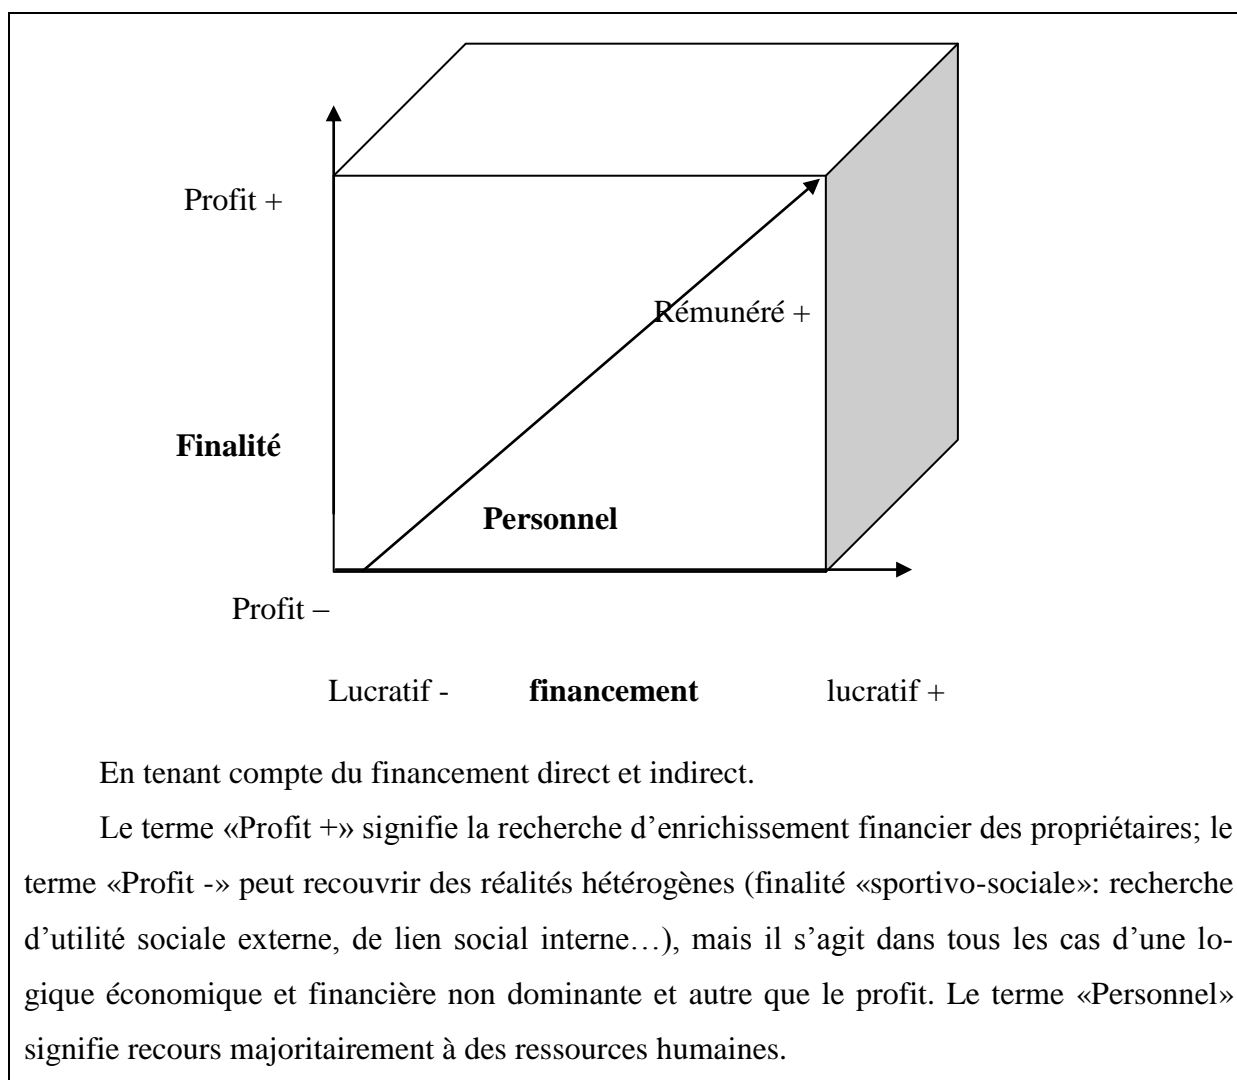 Profit +
Rémunéré +
Finalité
Personnel
Profit –
Lucratif - financement lucratif +
En tenant compte du financement direct et indirect.
Le terme «Profit +» signifie la recherche d’enrichissement financier des propriétaires; le
terme «Profit -» peut recouvrir des réalités hétérogènes (finalité «sportivo-sociale»: recherche
d’utilité sociale externe, de lien social interne…), mais il s’agit dans tous les cas d’une lo-
gique économique et financière non dominante et autre que le profit. Le terme «Personnel»
signifie recours majoritairement à des ressources humaines.